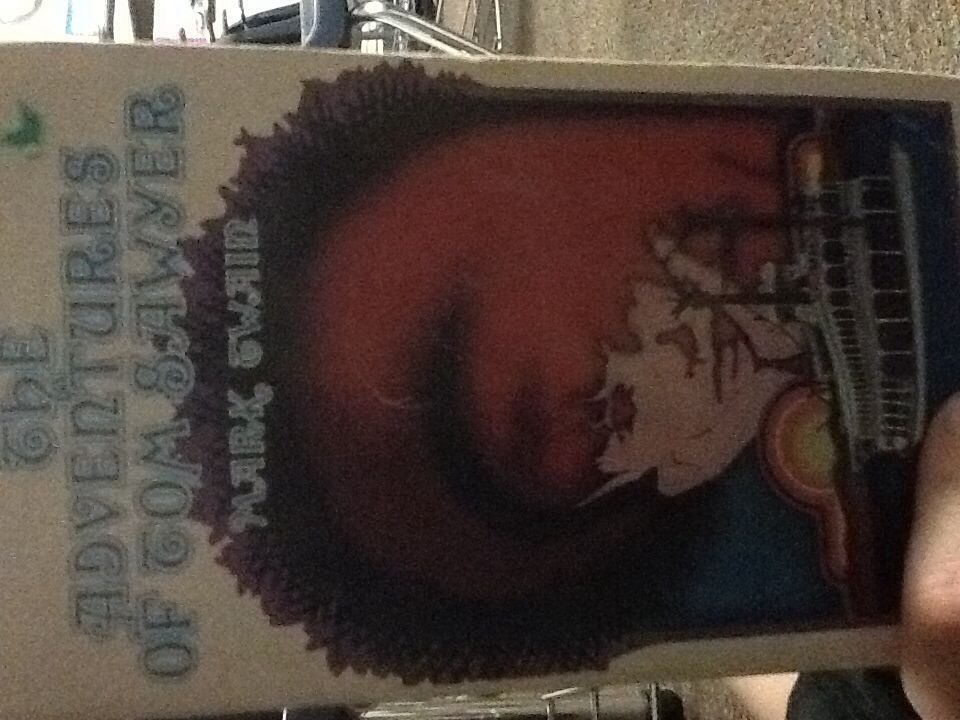 The
ADVENTURES
OF TOM SAWYER
MARK TWAIN